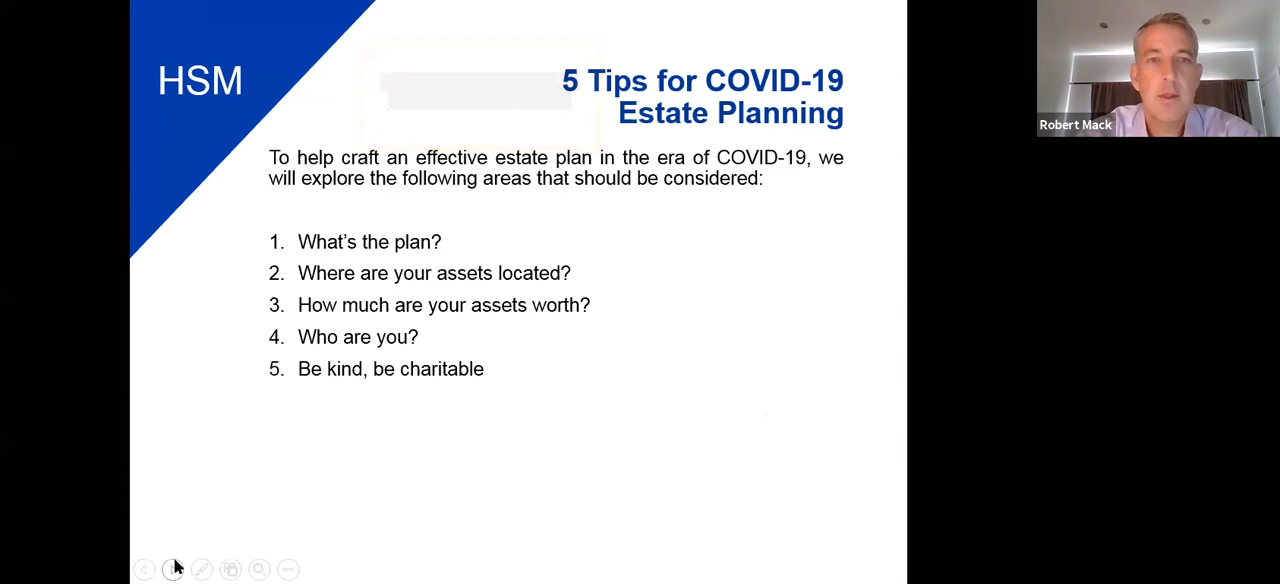 HSM
5 Tips for COVID-19
Estate Planning
To help craft an effective estate plan in the era of COVID-19, we
will explore the following areas that should be considered:
1. What’s the plan?
2. Where are your assets located?
3. How much are your assets worth?
4. Who are you?
5. Be kind, be charitable
Robert Mack